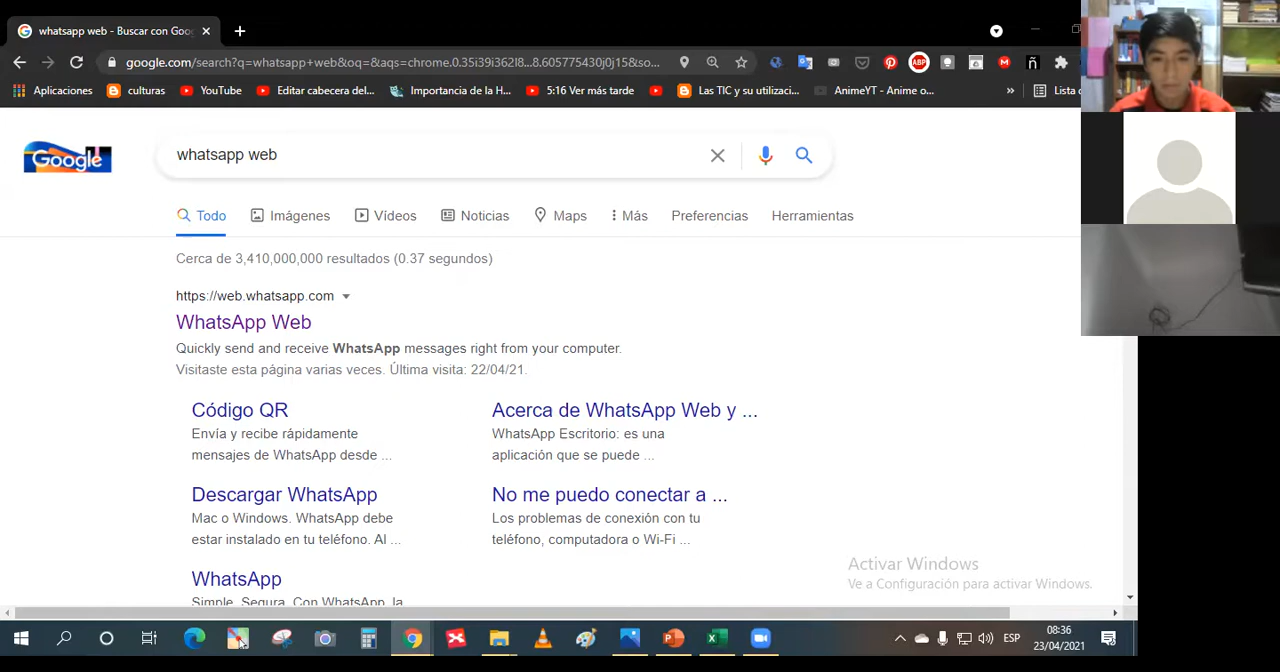 whatsapp web - Buscar con Goo
google.com/search?q=whatsapp+web&oq=&aqs=chrome.0.35i39i362l8...8.605775430j0j15&so...
ABP
ñ
Aplicaciones culturas YouTube Editar cabecera del... Importancia de la H... 5:16 Ver más tarde Las TIC y su utilizaci... AnimeYT - Anime o... » Lista
Google
whatsapp web
Todo Imágenes Vídeos Noticias Maps Más Preferencias Herramientas
Cerca de 3,410,000,000 resultados (0.37 segundos)
https://web.whatsapp.com
WhatsApp Web
Quickly send and receive WhatsApp messages right from your computer.
Visitaste esta página varias veces. Última visita: 22/04/21.
Código QR
Envía y recibe rápidamente
mensajes de WhatsApp desde ...
Acerca de WhatsApp Web y ...
WhatsApp Escritorio: es una
aplicación que se puede ...
Descargar WhatsApp
Mac o Windows. WhatsApp debe
estar instalado en tu teléfono. Al ...
No me puedo conectar a ...
Los problemas de conexión con tu
teléfono, computadora o Wi-Fi ...
WhatsApp
Simple. Segura. Con WhatsApp, la
Activar Windows
Ve a Configuración para activar Windows.
ESP
08:36
23/04/2021